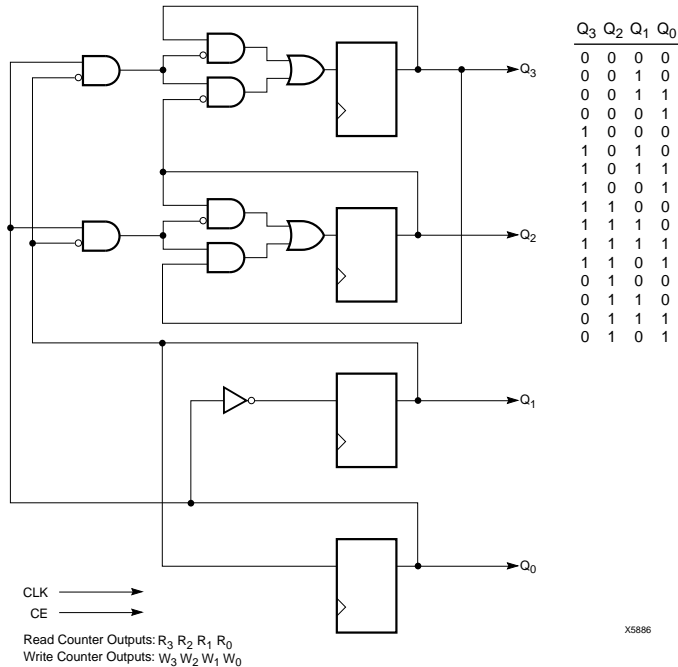 Q3 Q2 Q1 Q0
0 0 0 0
0 0 1 0
0 0 1 1
0 0 0 1
1 0 0 0
1 0 1 0
1 0 1 1
1 0 0 1
1 1 0 0
1 1 1 0
1 1 1 1
1 1 0 1
0 1 0 0
0 1 1 0
0 1 1 1
0 1 0 1
Q3
Q2
Q1
Q0
CLK
CE
Read Counter Outputs: R3 R2 R1 R0
Write Counter Outputs: W3 W2 W1 W0
X5886